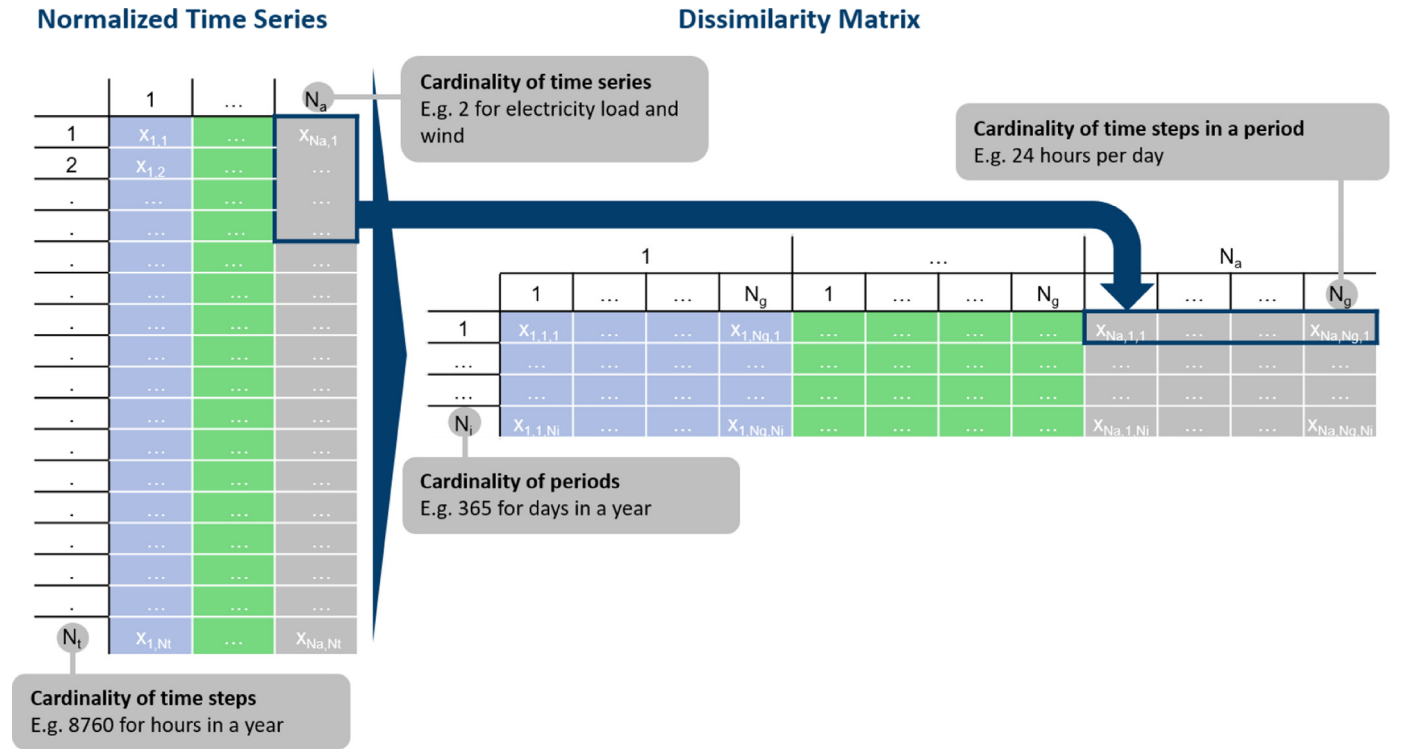 Normalized Time Series
Dissimilarity Matrix
1 … Na
1 x1,1 … xNa,1
2 x1,2 … …
. … … …
. … … …
. … … …
. … … …
. … … …
. … … …
. … … …
. … … …
. … … …
. … … …
. … … …
. … … …
. … … …
. … … …
Nt x1,Nt … xNa,Nt
Cardinality of time series
E.g. 2 for electricity load and
wind
Cardinality of time steps in a period
E.g. 24 hours per day
1 … Na
1 … … Ng 1 … … Ng … … Ng
1 x1,1,1 … … x1,Ng,1 … … … … xNa,1,1 … … xNa,Ng,1
… … … … … … … … … … … … …
… … … … … … … … … … … … …
Ni x1,1,Ni … … x1,Ng,Ni … … … … xNa,1,Ni … … xNa,Ng,Ni
Cardinality of periods
E.g. 365 for days in a year
Cardinality of time steps
E.g. 8760 for hours in a year